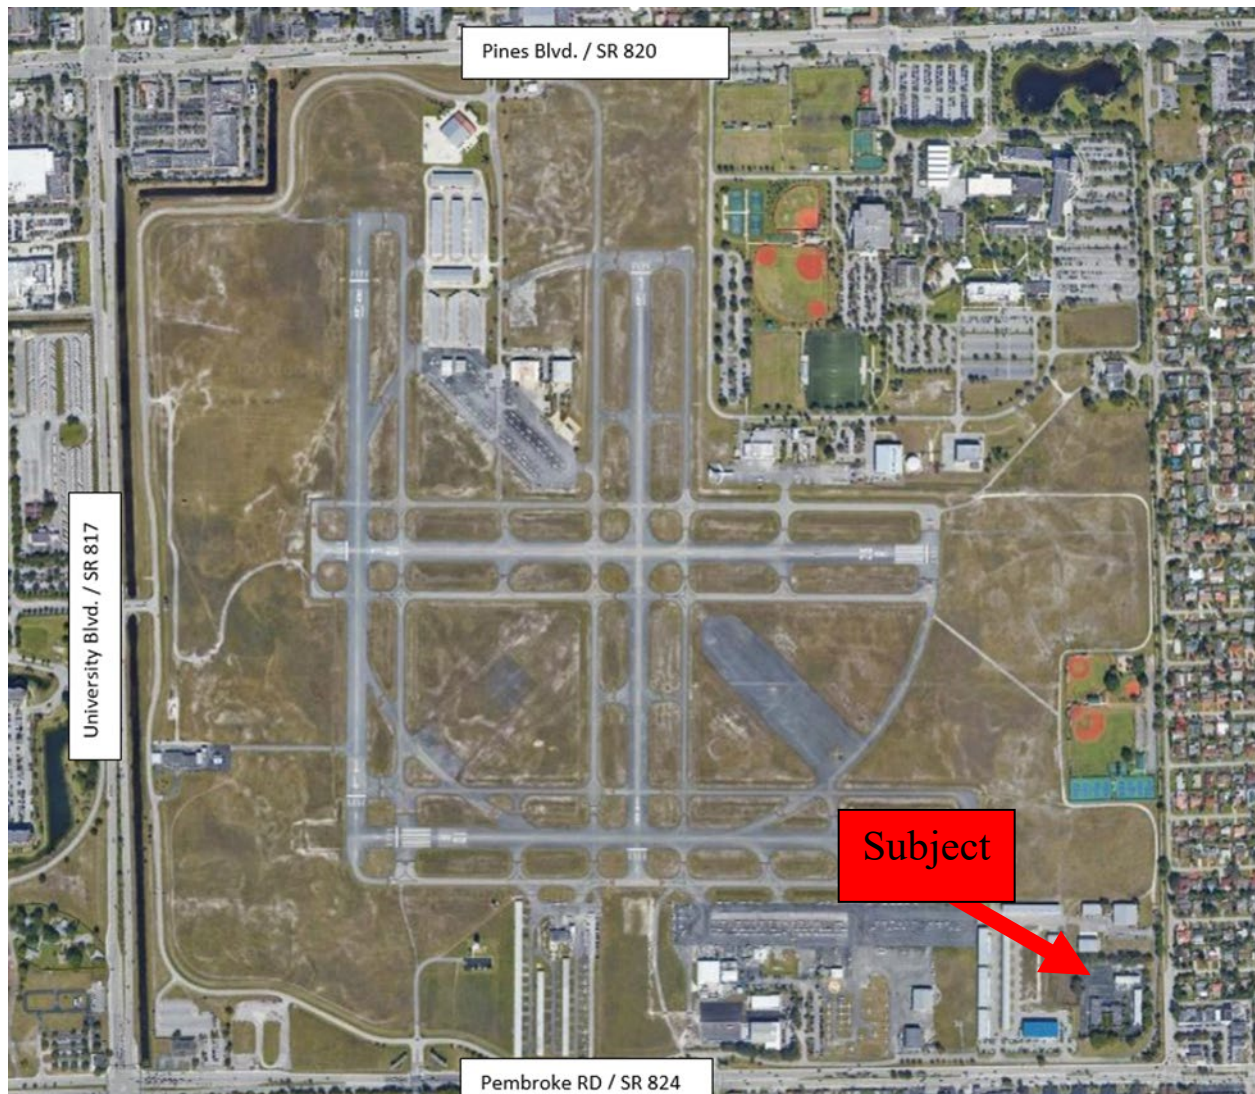 Pines Blvd. / SR 820
University Blvd. / SR 817
Subject
Pembroke RD / SR 824